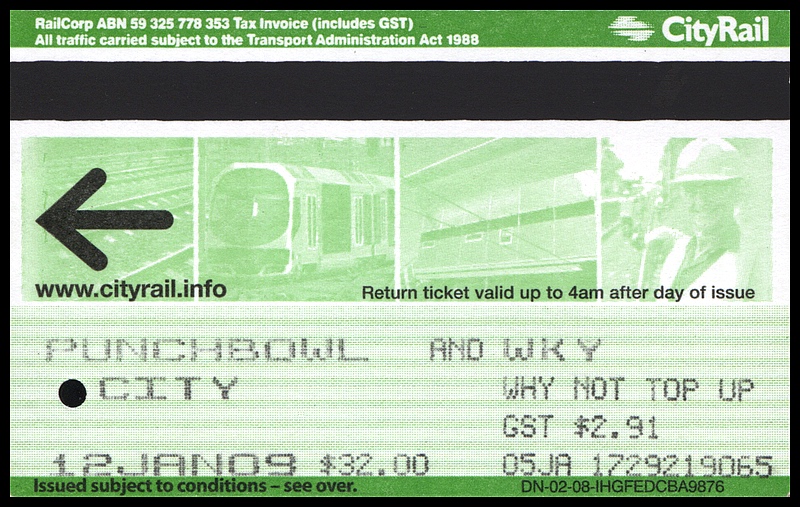 RailCorp ABN 59 325 778 353 Tax Invoice (includes GST)
All traffic carried subject to the Transport Administration Act 1988
CityRail
www.cityrail.info
Return ticket valid up to 4am after day of issue
PUNCHBOWL AND WKY
CITY WHY NOT TOP UP
GST $2.91
12JAN09 $32.00 05JA 1729219065
Issued subject to conditions – see over. DN-02-08-IHGFEDCBA9876